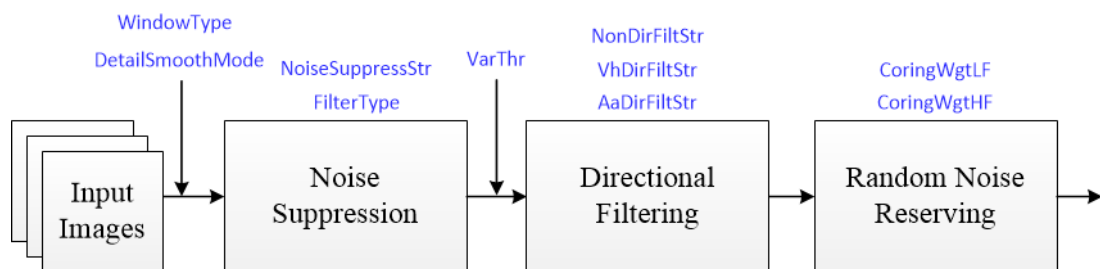 WindowType
DetailSmoothMode
NoiseSuppressStr
FilterType
VarThr
NonDirFiltStr
VhDirFiltStr
AaDirFiltStr
CoringWgtLF
CoringWgtHF
Input
Images
Noise
Suppression
Directional
Filtering
Random Noise
Reserving